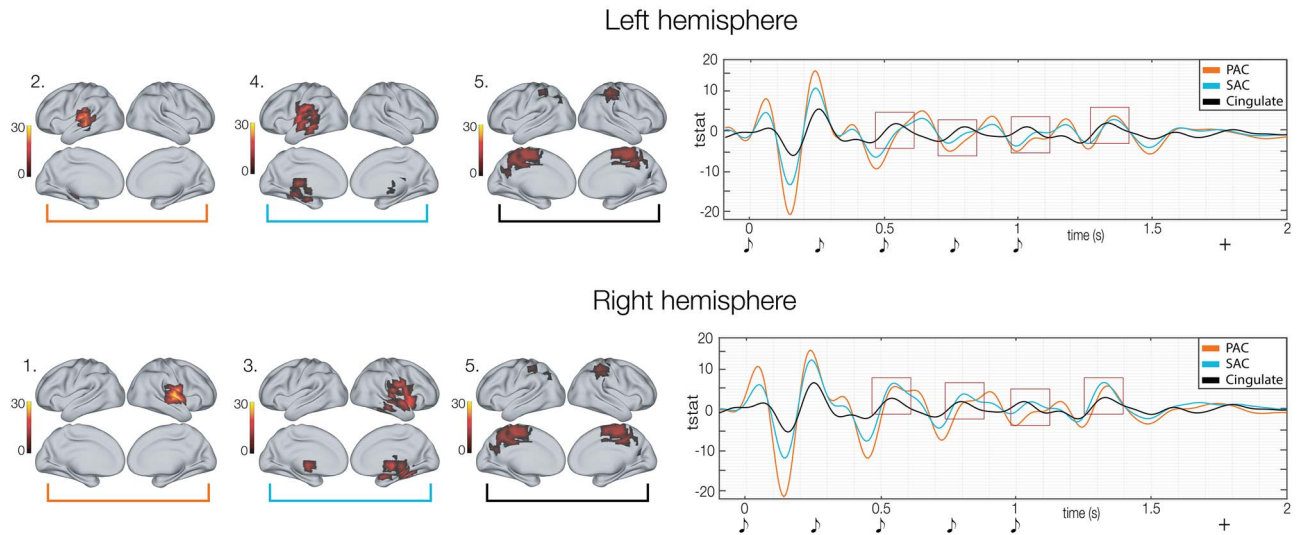 Left hemisphere
2.
4.
5.
30
0
30
0
30
0
20
10
0
-10
-20
tstat
PAC
SAC
Cingulate
0 0.5 1 time (s) 1.5 2
♪ ♪ ♪ ♪ ♪ +
Right hemisphere
1.
3.
5.
30
0
30
0
30
0
20
10
0
-10
-20
tstat
PAC
SAC
Cingulate
0 0.5 1 time (s) 1.5 2
♪ ♪ ♪ ♪ ♪ +